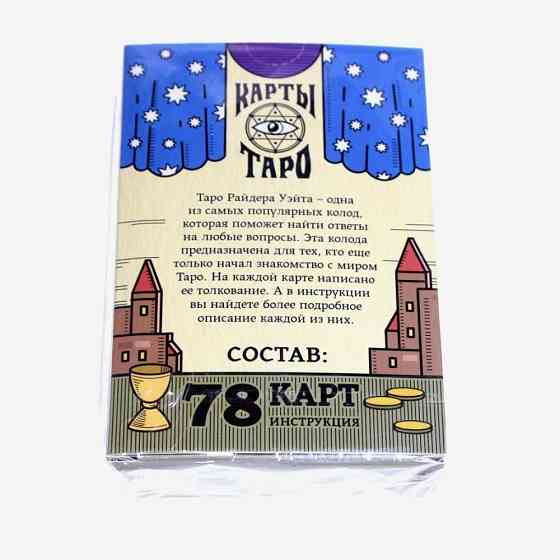 КАРТЫ
ТАРО
Таро Райдера Уэйта – одна
из самых популярных колод,
которая поможет найти ответы
на любые вопросы. Эта колода
предназначена для тех, кто еще
только начал знакомство с миром
Таро. На каждой карте написано
ее толкование. А в инструкции
вы найдете более подробное
описание каждой из них.
СОСТАВ:
78 КАРТ
ИНСТРУКЦИЯ